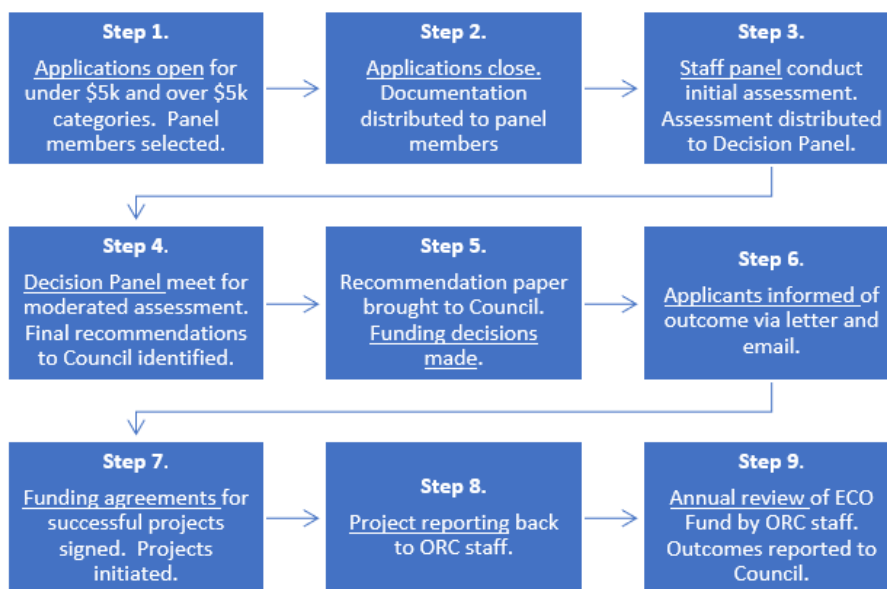 Step 1.
Applications open for
under $5k and over $5k
categories.  Panel
members selected.
Step 2.
Applications close.
Documentation
distributed to panel
members
Step 3.
Staff panel conduct
initial assessment.
Assessment distributed
to Decision Panel.
Step 4.
Decision Panel meet for
moderated assessment.
Final recommendations
to Council identified.
Step 5.
Recommendation paper
brought to Council.
Funding decisions
made.
Step 6.
Applicants informed of
outcome via letter and
email.
Step 7.
Funding agreements for
successful projects
signed.  Projects
initiated.
Step 8.
Project reporting back
to ORC staff.
Step 9.
Annual review of ECO
Fund by ORC staff.
Outcomes reported to
Council.